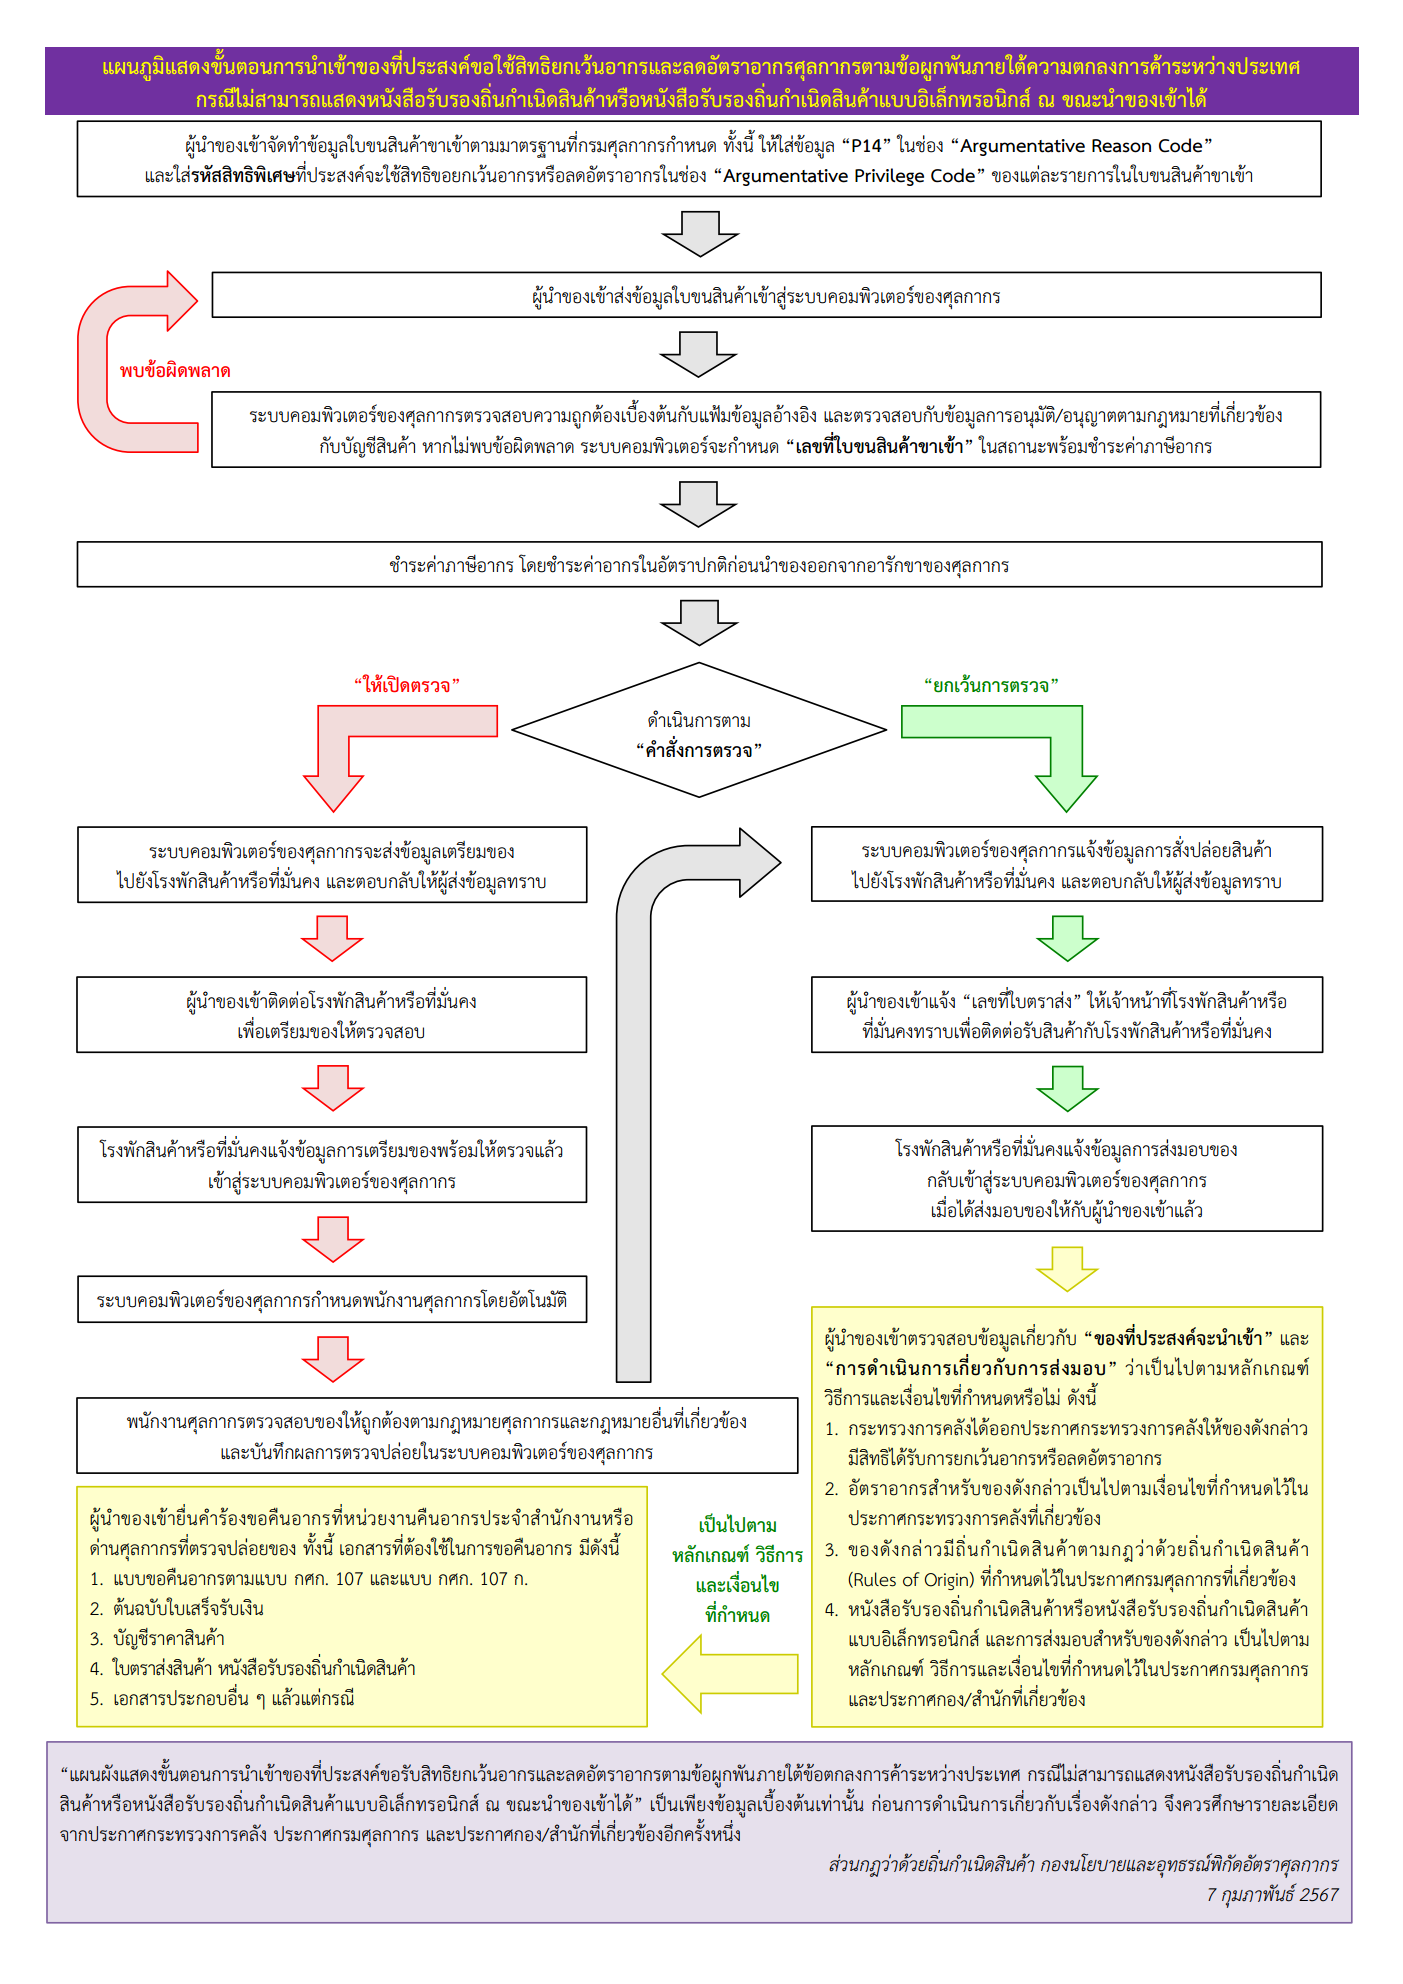 แผนภูมิแสดงขั้นตอนการนำเข้าของที่ประสงค์ขอใช้สิทธิยกเว้นอากรและลดอัตราอากรศุลกากรตามข้อผูกพันภายใต้ความตกลงการค้าระหว่างประเทศ
กรณีไม่สามารถแสดงหนังสือรับรองถิ่นกำเนิดสินค้าหรือหนังสือรับรองถิ่นกำเนิดสินค้าแบบอิเล็กทรอนิกส์ ณ ขณะนำของเข้าได้
ผู้นำของเข้าจัดทำข้อมูลใบขนสินค้าขาเข้าตามมาตรฐานที่กรมศุลกากรกำหนด ทั้งนี้ ให้ใส่ข้อมูล “P14” ในช่อง “Argumentative Reason Code”
และใส่รหัสสิทธิพิเศษที่ประสงค์จะใช้สิทธิขอยกเว้นอากรหรือลดอัตราอากรในช่อง “Argumentative Privilege Code” ของแต่ละรายการในใบขนสินค้าขาเข้า
ผู้นำของเข้าส่งข้อมูลใบขนสินค้าเข้าสู่ระบบคอมพิวเตอร์ของศุลกากร
พบข้อผิดพลาด
ระบบคอมพิวเตอร์ของศุลกากรตรวจสอบความถูกต้องเบื้องต้นกับแฟ้มข้อมูลอ้างอิง และตรวจสอบกับข้อมูลการอนุมัติ/อนุญาตตามกฎหมายที่เกี่ยวข้อง
กับบัญชีสินค้า หากไม่พบข้อผิดพลาด ระบบคอมพิวเตอร์จะกำหนด “เลขที่ใบขนสินค้าขาเข้า” ในสถานะพร้อมชำระค่าภาษีอากร
ชำระค่าภาษีอากร โดยชำระค่าอากรในอัตราปกติก่อนนำของออกจากอารักขาของศุลกากร
“ให้เปิดตรวจ”
“ยกเว้นการตรวจ”
ดำเนินการตาม
“คำสั่งการตรวจ”
ระบบคอมพิวเตอร์ของศุลกากรจะส่งข้อมูลเตรียมของ
ไปยังโรงพักสินค้าหรือที่มั่นคง และตอบกลับให้ผู้ส่งข้อมูลทราบ
ผู้นำของเข้าติดต่อโรงพักสินค้าหรือที่มั่นคง
เพื่อเตรียมของให้ตรวจสอบ
โรงพักสินค้าหรือที่มั่นคงแจ้งข้อมูลการเตรียมของพร้อมให้ตรวจแล้ว
เข้าสู่ระบบคอมพิวเตอร์ของศุลกากร
ระบบคอมพิวเตอร์ของศุลกากรกำหนดพนักงานศุลกากรโดยอัตโนมัติ
พนักงานศุลกากรตรวจสอบของให้ถูกต้องตามกฎหมายศุลกากรและกฎหมายอื่นที่เกี่ยวข้อง
และบันทึกผลการตรวจปล่อยในระบบคอมพิวเตอร์ของศุลกากร
ระบบคอมพิวเตอร์ของศุลกากรแจ้งข้อมูลการสั่งปล่อยสินค้า
ไปยังโรงพักสินค้าหรือที่มั่นคง และตอบกลับให้ผู้ส่งข้อมูลทราบ
ผู้นำของเข้าแจ้ง “เลขที่ใบตราส่ง” ให้เจ้าหน้าที่โรงพักสินค้าหรือ
ที่มั่นคงทราบเพื่อติดต่อรับสินค้ากับโรงพักสินค้าหรือที่มั่นคง
โรงพักสินค้าหรือที่มั่นคงแจ้งข้อมูลการส่งมอบของ
กลับเข้าสู่ระบบคอมพิวเตอร์ของศุลกากร
เมื่อได้ส่งมอบของให้กับผู้นำของเข้าแล้ว
ผู้นำของเข้าตรวจสอบข้อมูลเกี่ยวกับ “ของที่ประสงค์จะนำเข้า” และ
“การดำเนินการเกี่ยวกับการส่งมอบ” ว่าเป็นไปตามหลักเกณฑ์
วิธีการและเงื่อนไขที่กำหนดหรือไม่ ดังนี้
1. กระทรวงการคลังได้ออกประกาศกระทรวงการคลังให้ของดังกล่าว
มีสิทธิได้รับการยกเว้นอากรหรือลดอัตราอากร
2. อัตราอากรสำหรับของดังกล่าวเป็นไปตามเงื่อนไขที่กำหนดไว้ใน
ประกาศกระทรวงการคลังที่เกี่ยวข้อง
3. ของดังกล่าวมีถิ่นกำเนิดสินค้าตามกฎว่าด้วยถิ่นกำเนิดสินค้า
(Rules of Origin) ที่กำหนดไว้ในประกาศกรมศุลกากรที่เกี่ยวข้อง
4. หนังสือรับรองถิ่นกำเนิดสินค้าหรือหนังสือรับรองถิ่นกำเนิดสินค้า
แบบอิเล็กทรอนิกส์ และการส่งมอบสำหรับของดังกล่าว เป็นไปตาม
หลักเกณฑ์ วิธีการและเงื่อนไขที่กำหนดไว้ในประกาศกรมศุลกากร
และประกาศกอง/สำนักที่เกี่ยวข้อง
เป็นไปตาม
หลักเกณฑ์ วิธีการ
และเงื่อนไข
ที่กำหนด
ผู้นำของเข้ายื่นคำร้องขอคืนอากรที่หน่วยงานคืนอากรประจำสำนักงานหรือ
ด่านศุลกากรที่ตรวจปล่อยของ ทั้งนี้ เอกสารที่ต้องใช้ในการขอคืนอากร มีดังนี้
1. แบบขอคืนอากรตามแบบ กศก. 107 และแบบ กศก. 107 ก.
2. ต้นฉบับใบเสร็จรับเงิน
3. บัญชีราคาสินค้า
4. ใบตราส่งสินค้า หนังสือรับรองถิ่นกำเนิดสินค้า
5. เอกสารประกอบอื่น ๆ แล้วแต่กรณี
“แผนผังแสดงขั้นตอนการนำเข้าของที่ประสงค์ขอรับสิทธิยกเว้นอากรและลดอัตราอากรตามข้อผูกพันภายใต้ข้อตกลงการค้าระหว่างประเทศ กรณีไม่สามารถแสดงหนังสือรับรองถิ่นกำเนิด
สินค้าหรือหนังสือรับรองถิ่นกำเนิดสินค้าแบบอิเล็กทรอนิกส์ ณ ขณะนำของเข้าได้” เป็นเพียงข้อมูลเบื้องต้นเท่านั้น ก่อนการดำเนินการเกี่ยวกับเรื่องดังกล่าว จึงควรศึกษารายละเอียด
จากประกาศกระทรวงการคลัง ประกาศกรมศุลกากร และประกาศกอง/สำนักที่เกี่ยวข้องอีกครั้งหนึ่ง
ส่วนกฎว่าด้วยถิ่นกำเนิดสินค้า กองนโยบายและอุทธรณ์พิกัดอัตราศุลกากร
7 กุมภาพันธ์ 2567